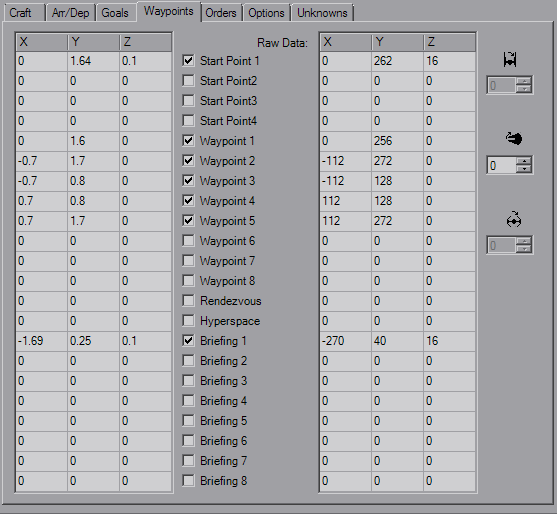 Craft Arr/Dep Goals Waypoints Orders Options Unknowns
X Y Z Raw Data: X Y Z
0 1.64 0.1 Start Point 1 0 262 16
0 0 0 Start Point2 0 0 0 0
0 0 0 Start Point3 0 0 0
0 0 0 Start Point4 0 0 0
0 1.6 0 Waypoint 1 0 256 0
-0.7 1.7 0 Waypoint 2 -112 272 0 0
-0.7 0.8 0 Waypoint 3 -112 128 0
0.7 0.8 0 Waypoint 4 112 128 0
0.7 1.7 0 Waypoint 5 112 272 0
0 0 0 Waypoint 6 0 0 0 0
0 0 0 Waypoint 7 0 0 0
0 0 0 Waypoint 8 0 0 0
0 0 0 Rendezvous 0 0 0
0 0 0 Hyperspace 0 0 0
-1.69 0.25 0.1 Briefing 1 -270 40 16
0 0 0 Briefing 2 0 0 0
0 0 0 Briefing 3 0 0 0
0 0 0 Briefing 4 0 0 0
0 0 0 Briefing 5 0 0 0
0 0 0 Briefing 6 0 0 0
0 0 0 Briefing 7 0 0 0
0 0 0 Briefing 8 0 0 0